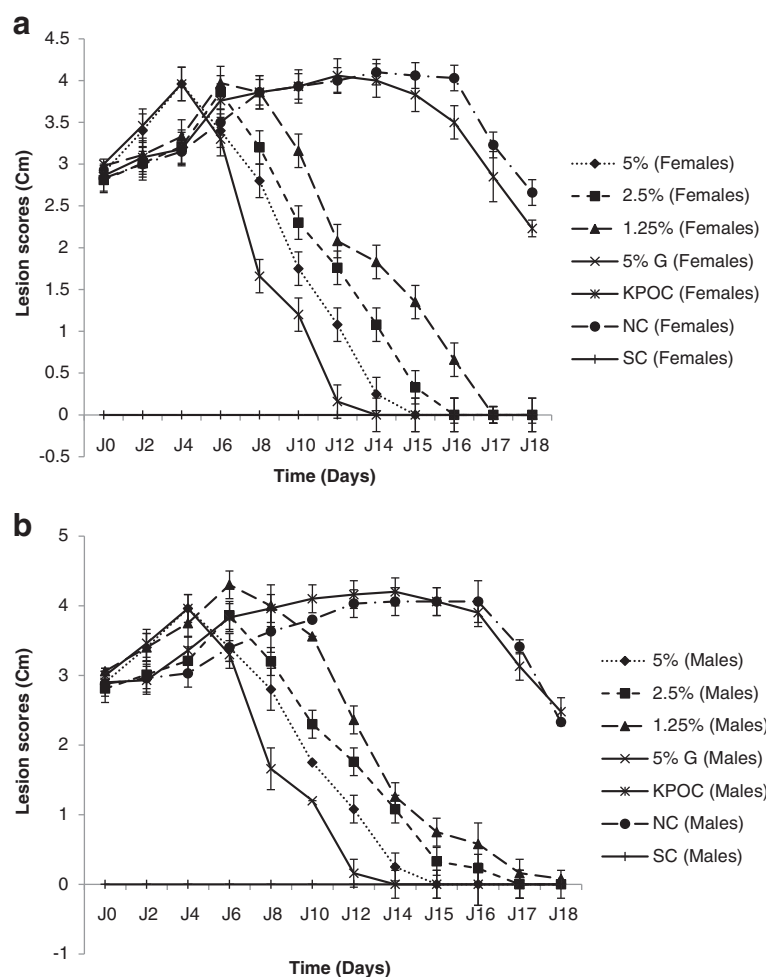 a
4.5
4
3.5
3
2.5
2
1.5
1
0.5
0
-0.5
Lesion scores (Cm)
J0 J2 J4 J6 J8 J10 J12 J14 J15 J16 J17 J18
Time (Days)
5% (Females)
2.5% (Females)
1.25% (Females)
5% G (Females)
KPOC (Females)
NC (Females)
SC (Females)
b
5
4
3
2
1
0
-1
Lesion scores (Cm)
J0 J2 J4 J6 J8 J10 J12 J14 J15 J16 J17 J18
Time (Days)
5% (Males)
2.5% (Males)
1.25% (Males)
5% G (Males)
KPOC (Males)
NC (Males)
SC (Males)